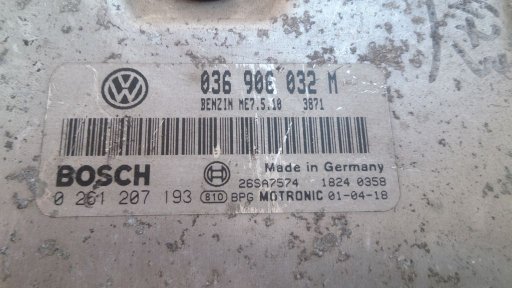 036 906 032 M
BENZIN ME7.5.10 3871
BOSCH
Made in Germany
26SA7574 1824 0358
0 261 207 193 810 BPG MOTRONIC 01-04-18